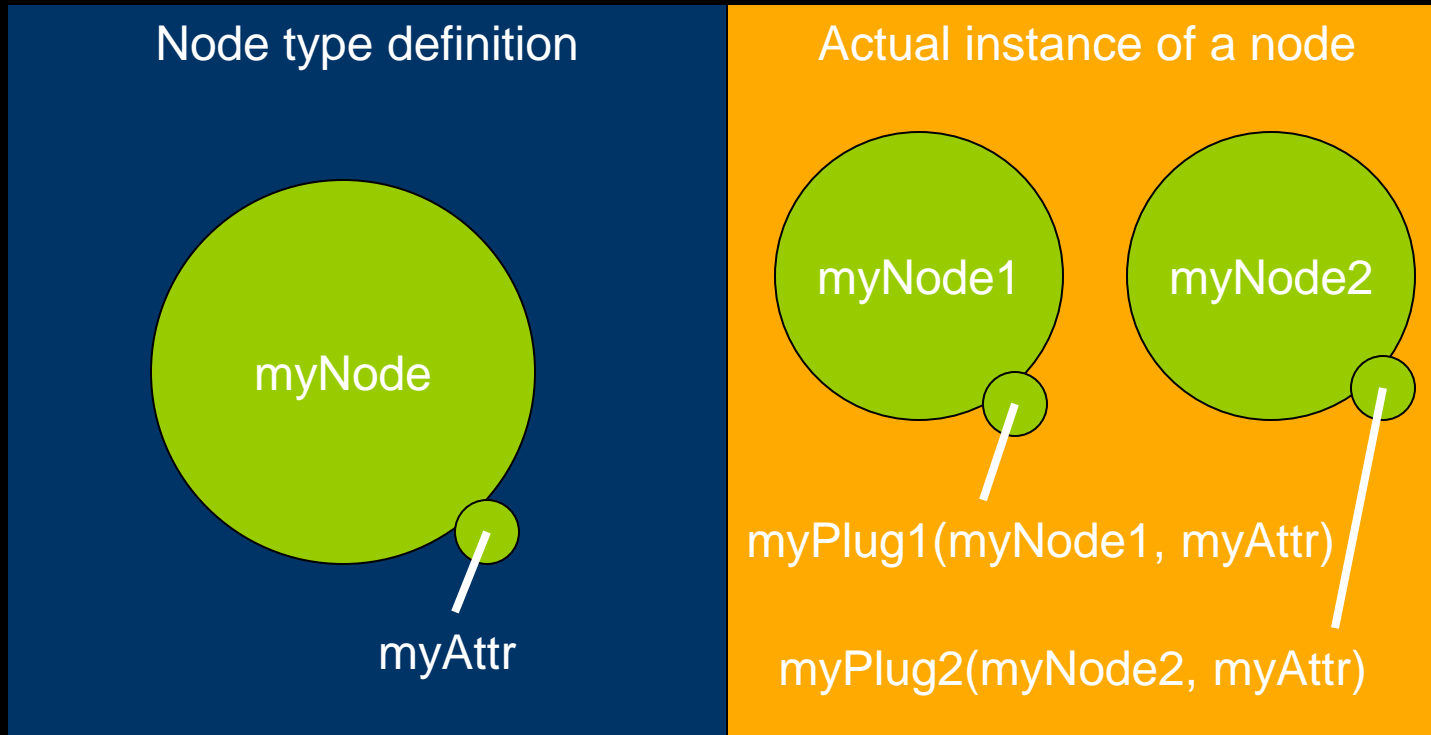 Node type definition
myNode
myAttr
Actual instance of a node
myNode1
myNode2
myPlug1(myNode1, myAttr)
myPlug2(myNode2, myAttr)